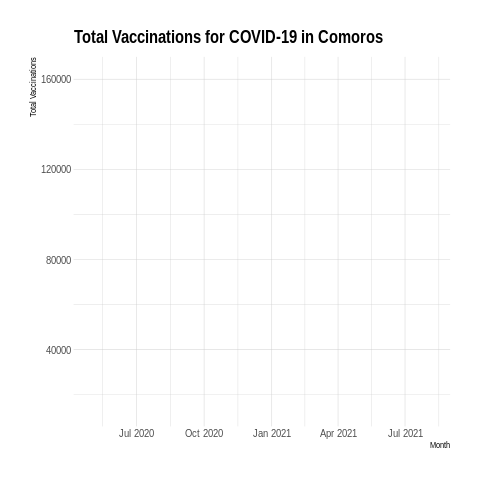 Total Vaccinations for COVID-19 in Comoros
Total Vaccinations
160000
120000
80000
40000
Jul 2020 Oct 2020 Jan 2021 Apr 2021 Jul 2021
Month